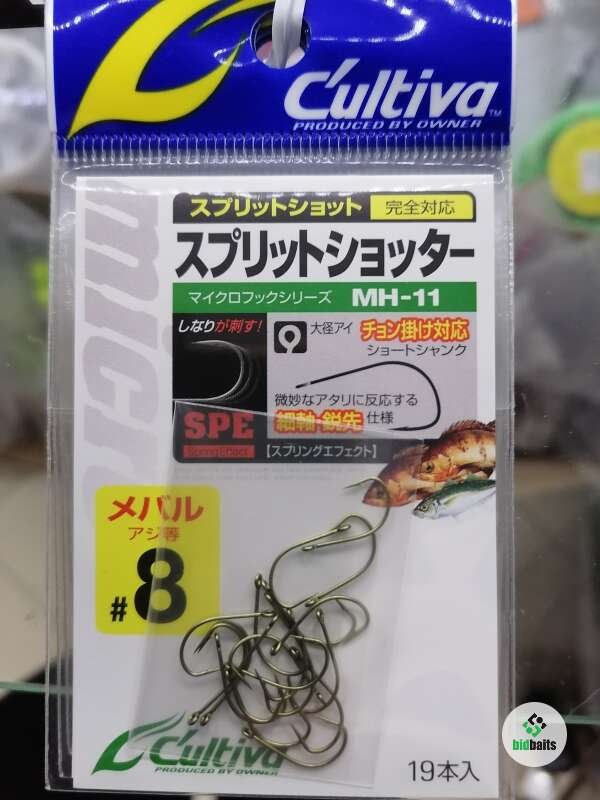 C'ultiva™
PRODUCED BY OWNER
micro
スプリットショット 完全対応
スプリットショッター
マイクロフックシリーズ MH-11
しなりが刺す!
大径アイ チョン掛け対応
ショートシャンク
微妙なアタリに反応する
細軸・鋭先 仕様
SPE
Spring Effect
【スプリングエフェクト】
メバル
アジ等
#8
C'ultiva
PRODUCED BY OWNER
19本入
bidbaits